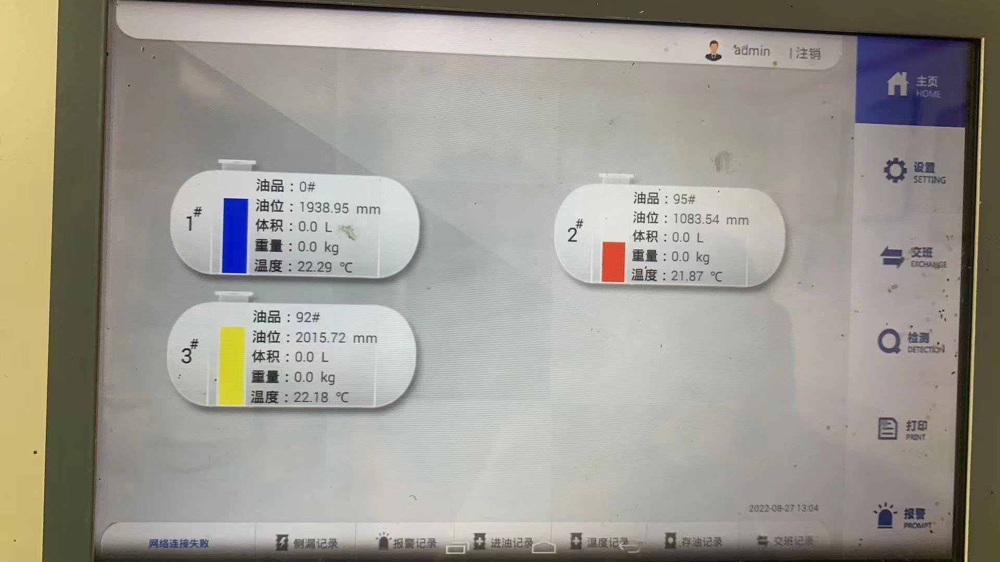 admin | 注销
主页
HOME
设置
SETTING
交班
EXCHANGE
检测
DETECTION
打印
PRINT
报警
PROMPT
1#
油品：0#
油位：1938.95 mm
体积：0.0 L
重量：0.0 kg
温度：22.29 ℃
2#
油品：95#
油位：1083.54 mm
体积：0.0 L
重量：0.0 kg
温度：21.87 ℃
3#
油品：92#
油位：2015.72 mm
体积：0.0 L
重量：0.0 kg
温度：22.18 ℃
2022-08-27 13:04
网络连接失败
侧漏记录
报警记录
进油记录
温度记录
存油记录
交班记录